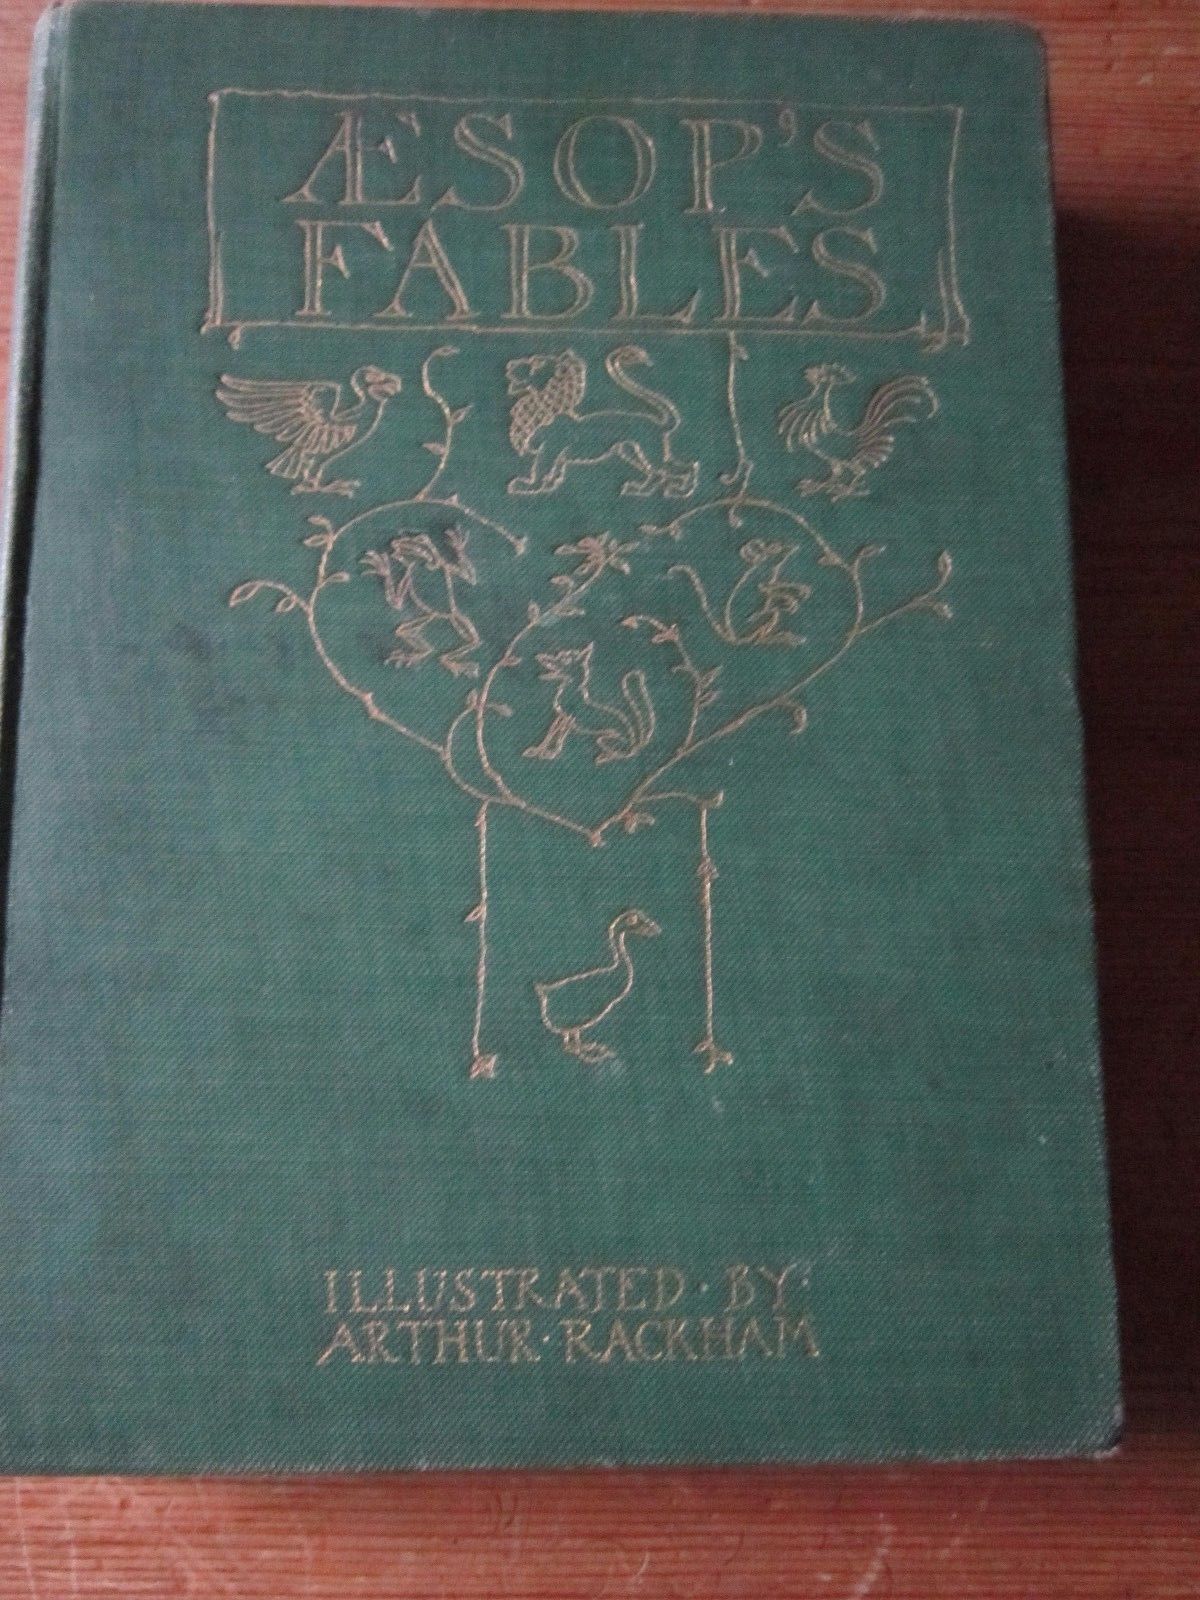 ÆSOP'S
FABLES
ILLUSTRATED · BY ·
ARTHUR · RACKHAM